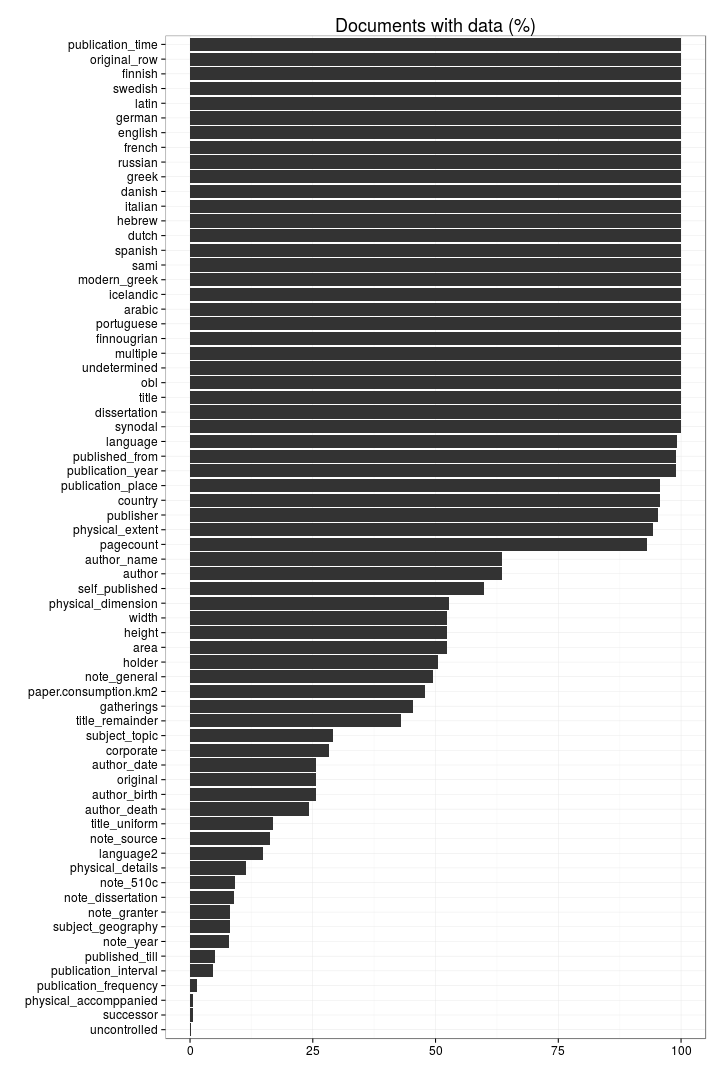 Documents with data (%)
publication_time
original_row
finnish
swedish
latin
german
english
french
russian
greek
danish
italian
hebrew
dutch
spanish
sami
modern_greek
icelandic
arabic
portuguese
finnougrian
multiple
undetermined
obl
title
dissertation
synodal
language
published_from
publication_year
publication_place
country
publisher
physical_extent
pagecount
author_name
author
self_published
physical_dimension
width
height
area
holder
note_general
paper.consumption.km2
gatherings
title_remainder
subject_topic
corporate
author_date
original
author_birth
author_death
title_uniform
note_source
language2
physical_details
note_510c
note_dissertation
note_granter
subject_geography
note_year
published_till
publication_interval
publication_frequency
physical_accomppanied
successor
uncontrolled
0 25 50 75 100